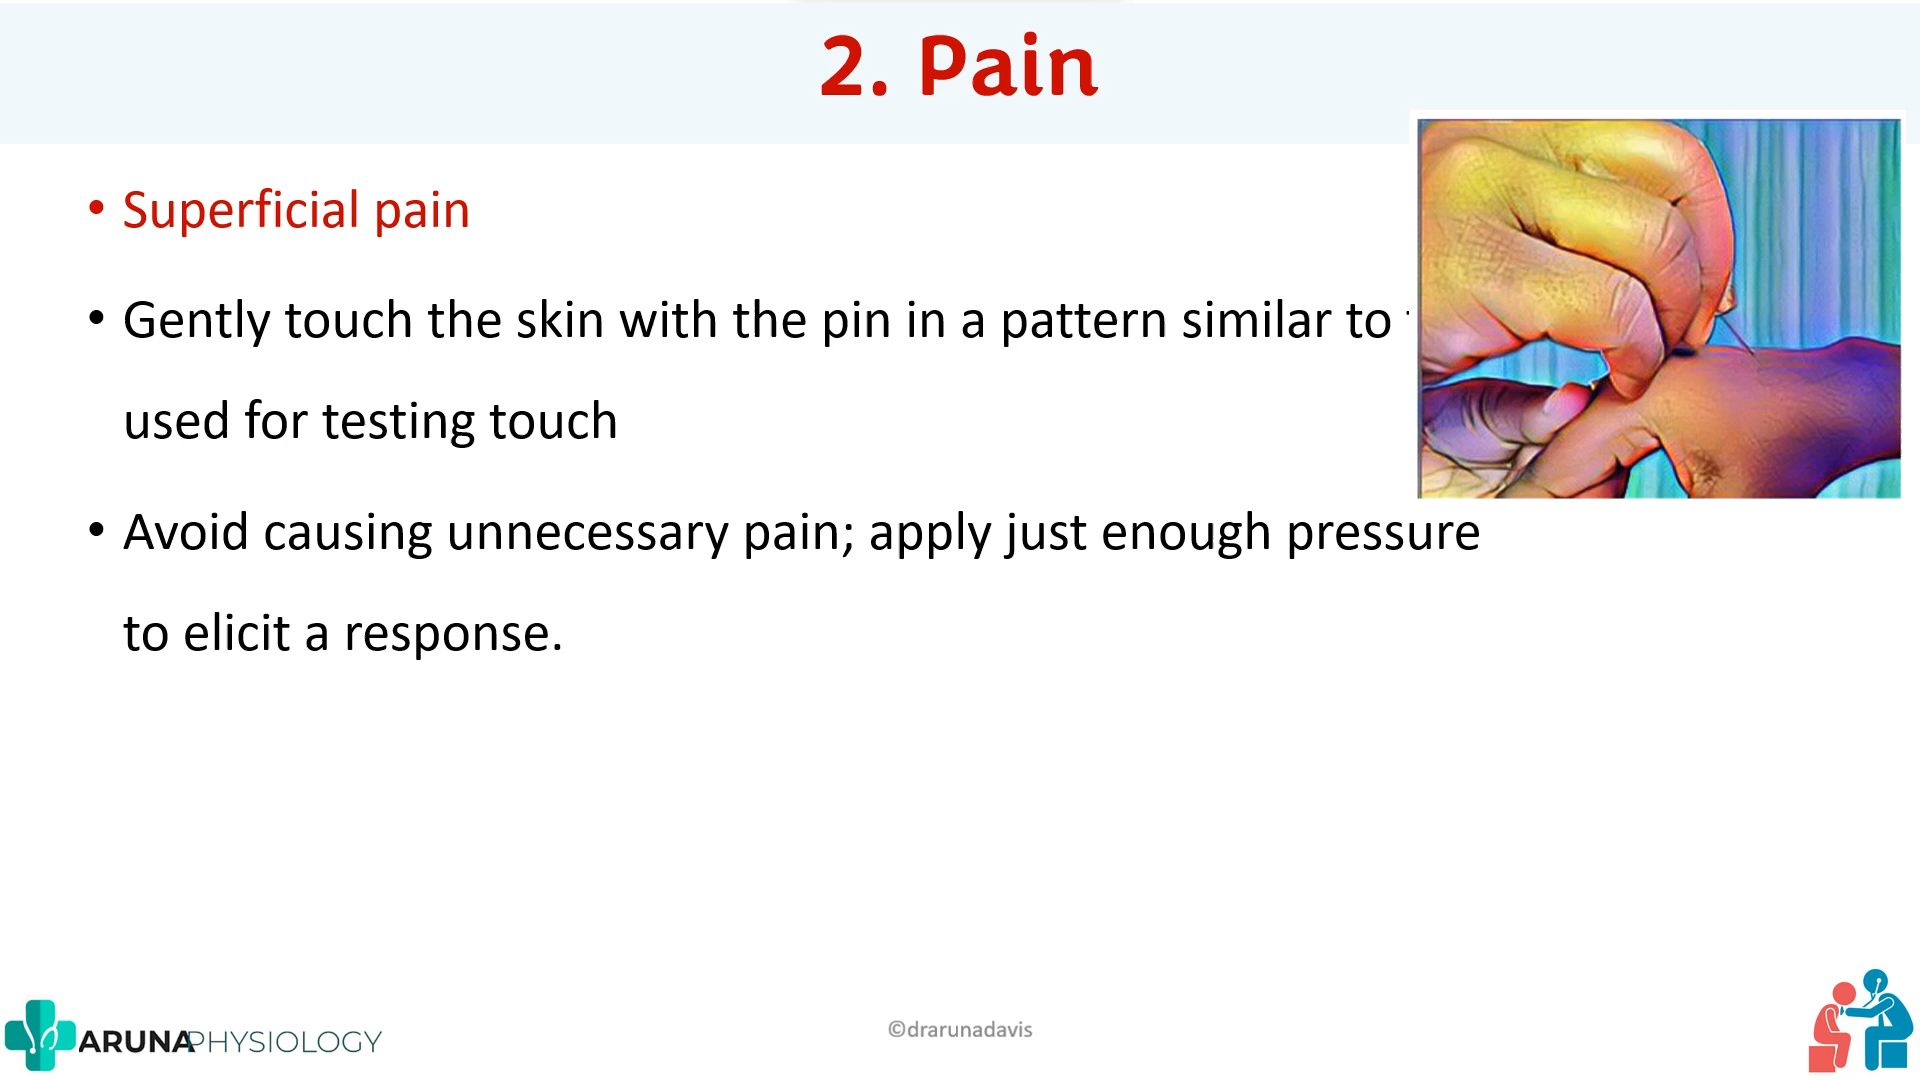 2. Pain
• Superficial pain
• Gently touch the skin with the pin in a pattern similar to
used for testing touch
• Avoid causing unnecessary pain; apply just enough pressure
to elicit a response.
ARUNAPHYSIOLOGY
©drarunadavis